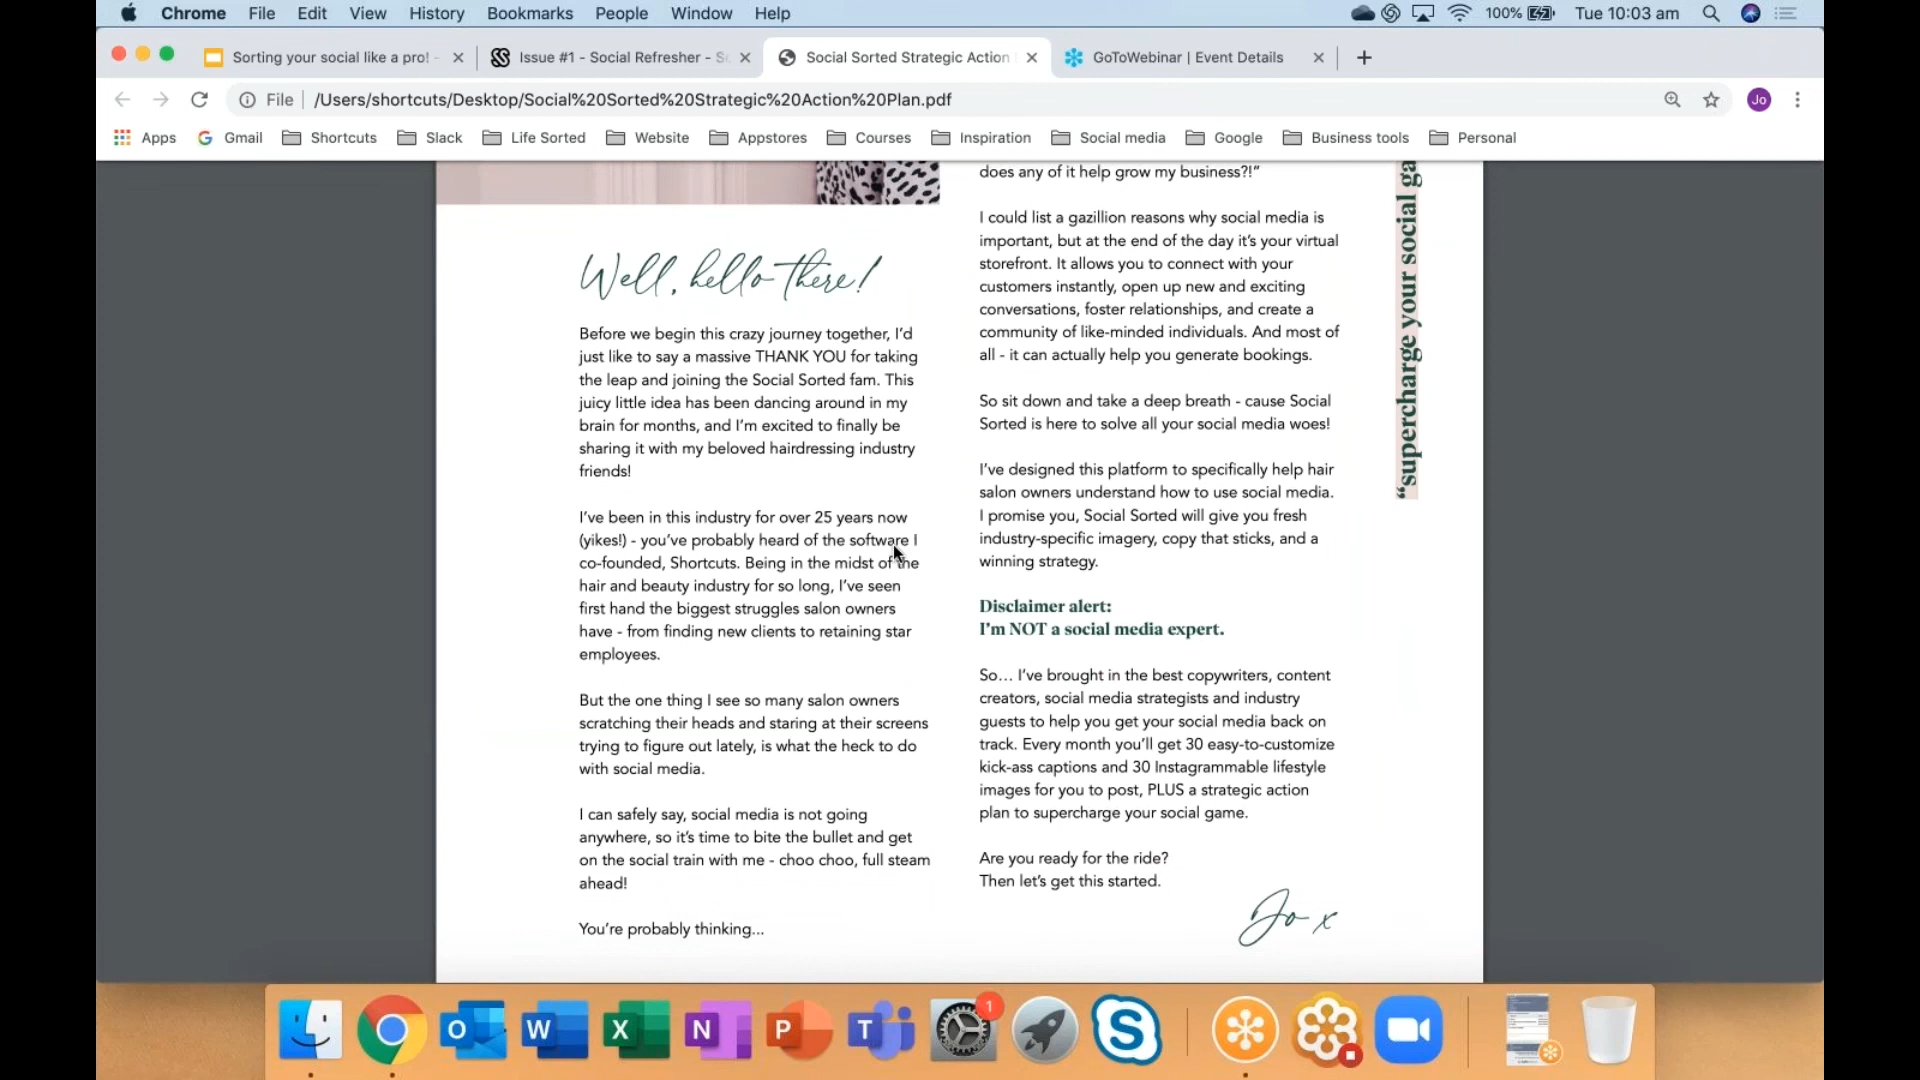 Chrome File Edit View History Bookmarks People Window Help 100% Tue 10:03 am
Sorting your social like a pro! - Issue #1 - Social Refresher - Social Sorted Strategic Action GoToWebinar | Event Details
File /Users/shortcuts/Desktop/Social%20Sorted%20Strategic%20Action%20Plan.pdf Jo
Apps Gmail Shortcuts Slack Life Sorted Website Appstores Courses Inspiration Social media Google Business tools Personal
Well, hello there!
Before we begin this crazy journey together, I'd
just like to say a massive THANK YOU for taking
the leap and joining the Social Sorted fam. This
juicy little idea has been dancing around in my
brain for months, and I'm excited to finally be
sharing it with my beloved hairdressing industry
friends!
I've been in this industry for over 25 years now
(yikes!) - you've probably heard of the software I
co-founded, Shortcuts. Being in the midst of the
hair and beauty industry for so long, I've seen
first hand the biggest struggles salon owners
have - from finding new clients to retaining star
employees.
But the one thing I see so many salon owners
scratching their heads and staring at their screens
trying to figure out lately, is what the heck to do
with social media.
I can safely say, social media is not going
anywhere, so it's time to bite the bullet and get
on the social train with me - choo choo, full steam
ahead!
You're probably thinking...
does any of it help grow my business?!"
I could list a gazillion reasons why social media is
important, but at the end of the day it's your virtual
storefront. It allows you to connect with your
customers instantly, open up new and exciting
conversations, foster relationships, and create a
community of like-minded individuals. And most of
all - it can actually help you generate bookings.
So sit down and take a deep breath - cause Social
Sorted is here to solve all your social media woes!
I've designed this platform to specifically help hair
salon owners understand how to use social media.
I promise you, Social Sorted will give you fresh
industry-specific imagery, copy that sticks, and a
winning strategy.
Disclaimer alert:
I'm NOT a social media expert.
So... I've brought in the best copywriters, content
creators, social media strategists and industry
guests to help you get your social media back on
track. Every month you'll get 30 easy-to-customize
kick-ass captions and 30 Instagrammable lifestyle
images for you to post, PLUS a strategic action
plan to supercharge your social game.
Are you ready for the ride?
Then let's get this started.
Jo x
"supercharge your social ga
O W X N P T 1 S